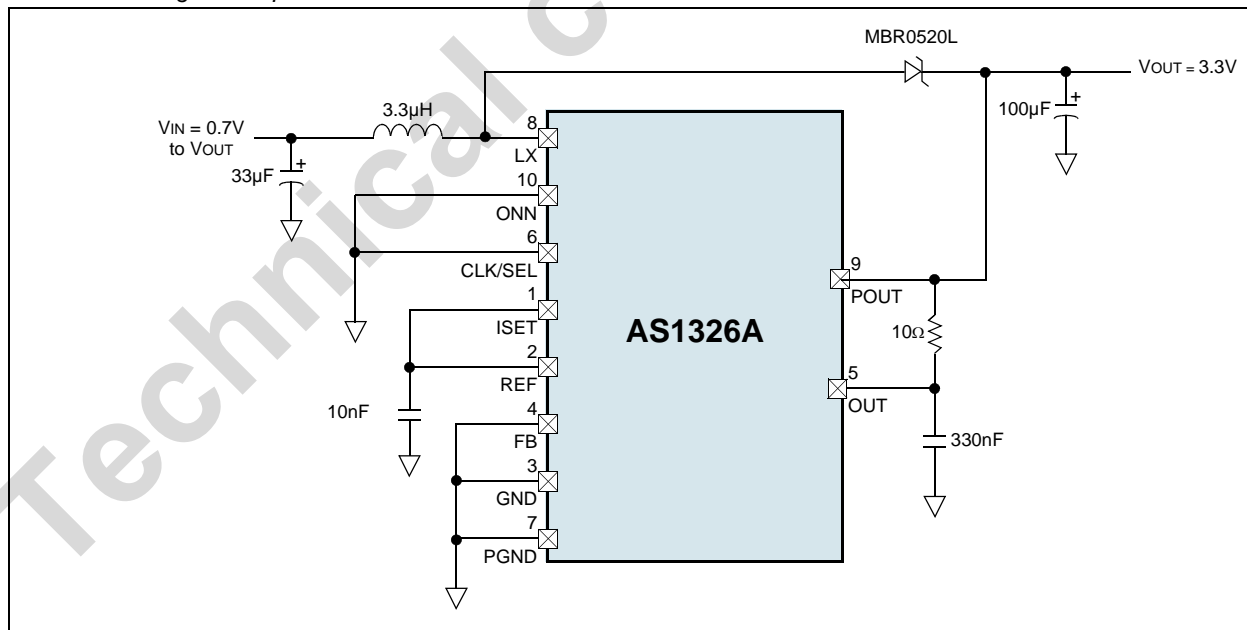 MBR0520L
VOUT = 3.3V
3.3µH
100µF
VIN = 0.7V
to VOUT
8
LX
33µF
10
ONN
6
CLK/SEL
9
POUT
1
ISET
AS1326A
10Ω
2
REF
5
OUT
10nF
4
FB
330nF
3
GND
7
PGND
+
+
Technical c